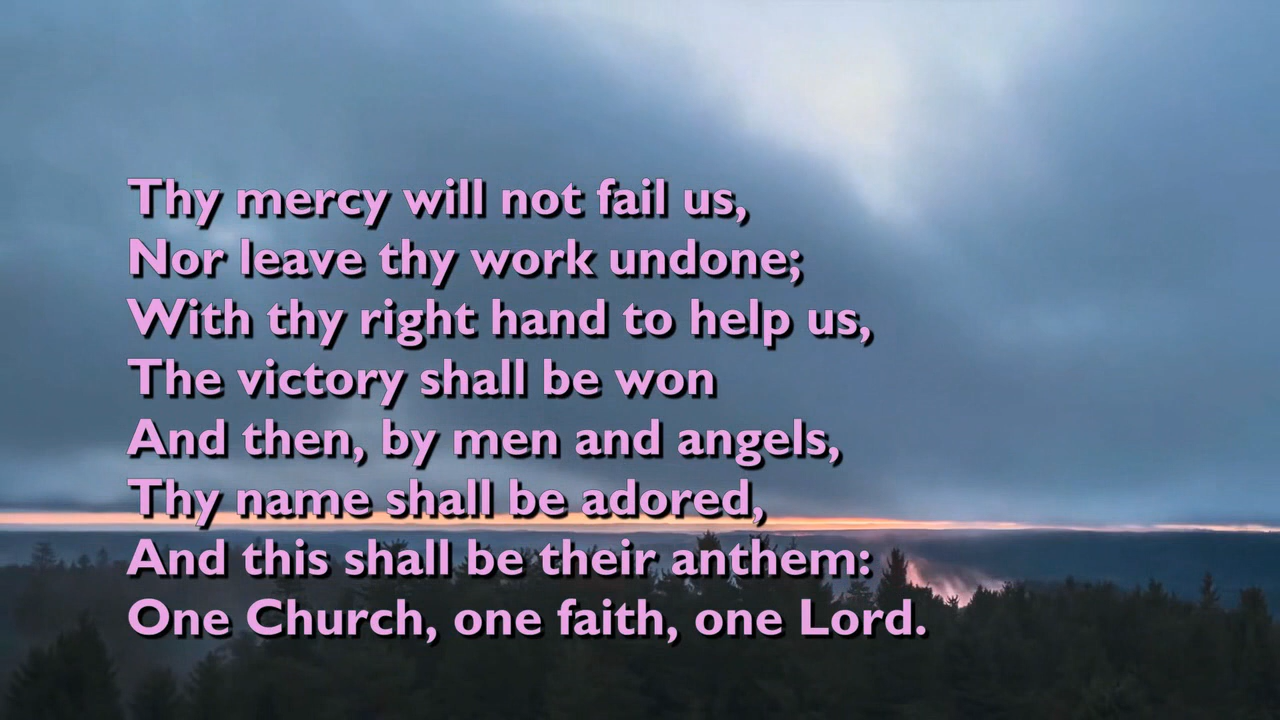 Thy mercy will not fail us,
Nor leave thy work undone;
With thy right hand to help us,
The victory shall be won
And then, by men and angels,
Thy name shall be adored,
And this shall be their anthem:
One Church, one faith, one Lord.